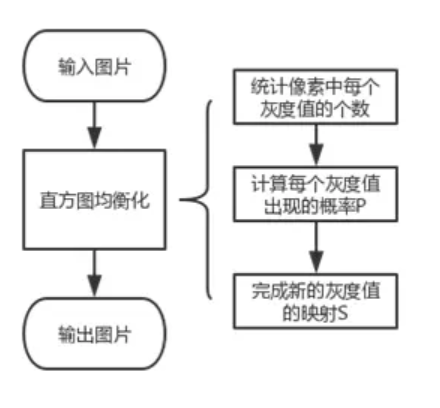 输入图片
直方图均衡化
输出图片
统计像素中每个
灰度值的个数
计算每个灰度值
出现的概率P
完成新的灰度值
的映射S